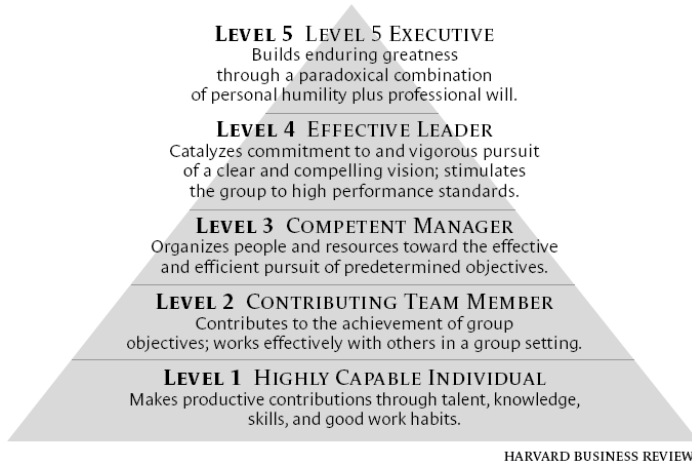 LEVEL 5 LEVEL 5 EXECUTIVE
Builds enduring greatness
through a paradoxical combination
of personal humility plus professional will.
LEVEL 4 EFFECTIVE LEADER
Catalyzes commitment to and vigorous pursuit
of a clear and compelling vision; stimulates
the group to high performance standards.
LEVEL 3 COMPETENT MANAGER
Organizes people and resources toward the effective
and efficient pursuit of predetermined objectives.
LEVEL 2 CONTRIBUTING TEAM MEMBER
Contributes to the achievement of group
objectives; works effectively with others in a group setting.
LEVEL 1 HIGHLY CAPABLE INDIVIDUAL
Makes productive contributions through talent, knowledge,
skills, and good work habits.
HARVARD BUSINESS REVIEW